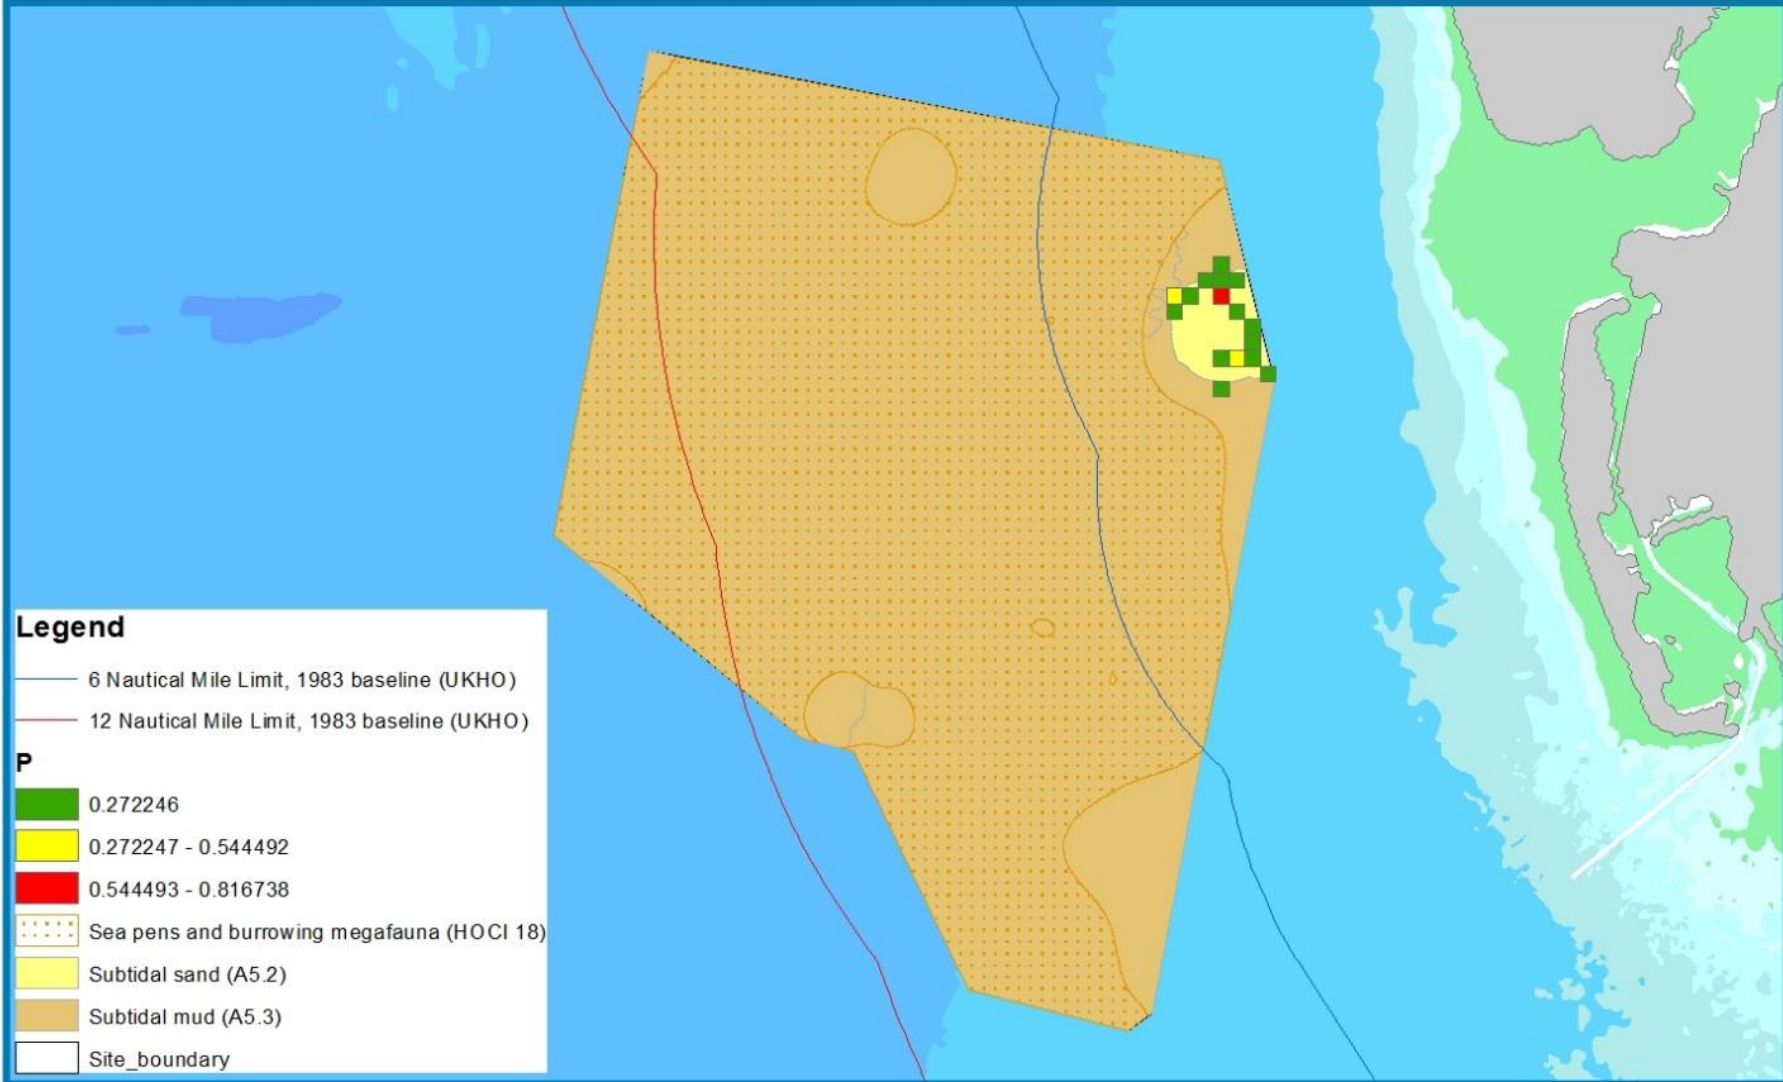 Legend
6 Nautical Mile Limit, 1983 baseline (UKHO)
12 Nautical Mile Limit, 1983 baseline (UKHO)
P
0.272246
0.272247 - 0.544492
0.544493 - 0.816738
Sea pens and burrowing megafauna (HOCI 18)
Subtidal sand (A5.2)
Subtidal mud (A5.3)
Site_boundary